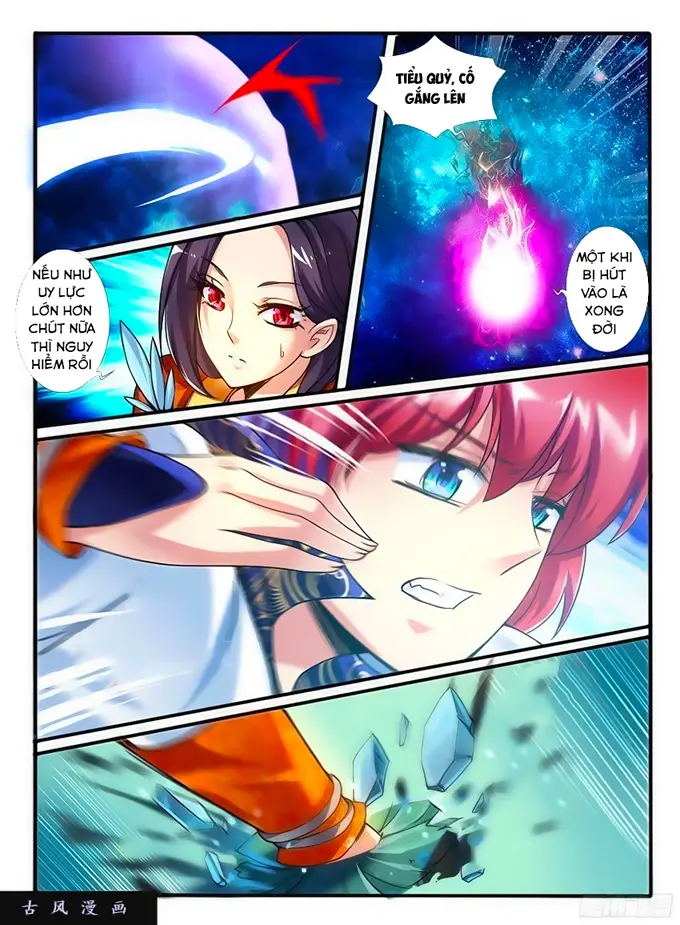 TIỂU QUỶ, CỐ
GẮNG LÊN
MỘT KHI
BỊ HÚT
VÀO LÀ
XONG
ĐỜI
NẾU NHƯ
UY LỰC
LỚN HƠN
CHÚT NỮA
THÌ NGUY
HIỂM RỒI
古风漫画